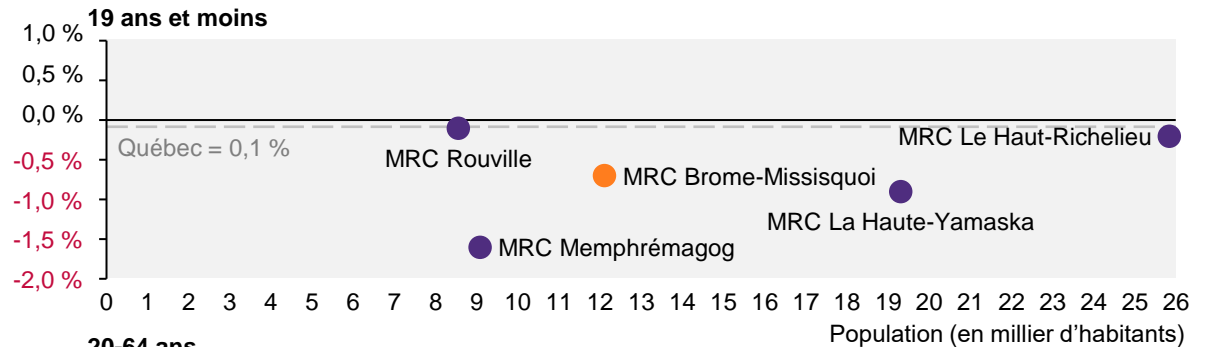 19 ans et moins
1,0 %
0,5 %
0,0 %
Québec = 0,1 %
MRC Le Haut-Richelieu
MRC Rouville
-0,5 %
MRC Brome-Missisquoi
-1,0 %
MRC La Haute-Yamaska
-1,5 %
MRC Memphrémagog
-2,0 %
0 1 2 3 4 5 6 7 8 9 10 11 12 13 14 15 16 17 18 19 20 21 22 23 24 25 26
Population (en millier d’habitants)
20-64 ans